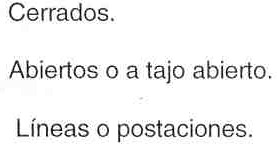 Cerrados.
Abiertos o a tajo abierto.
Líneas o postaciones.